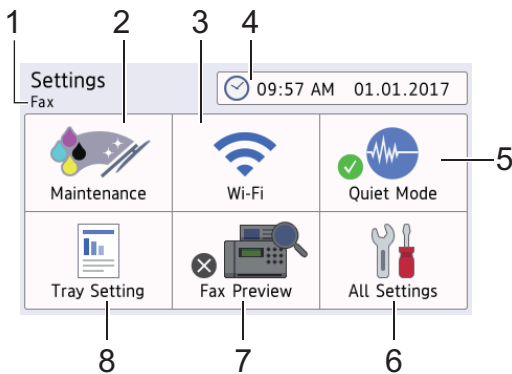 1 2 3 4
Settings
Fax
09:57 AM 01.01.2017
Maintenance Wi-Fi Quiet Mode 5
Tray Setting Fax Preview All Settings
8 7 6